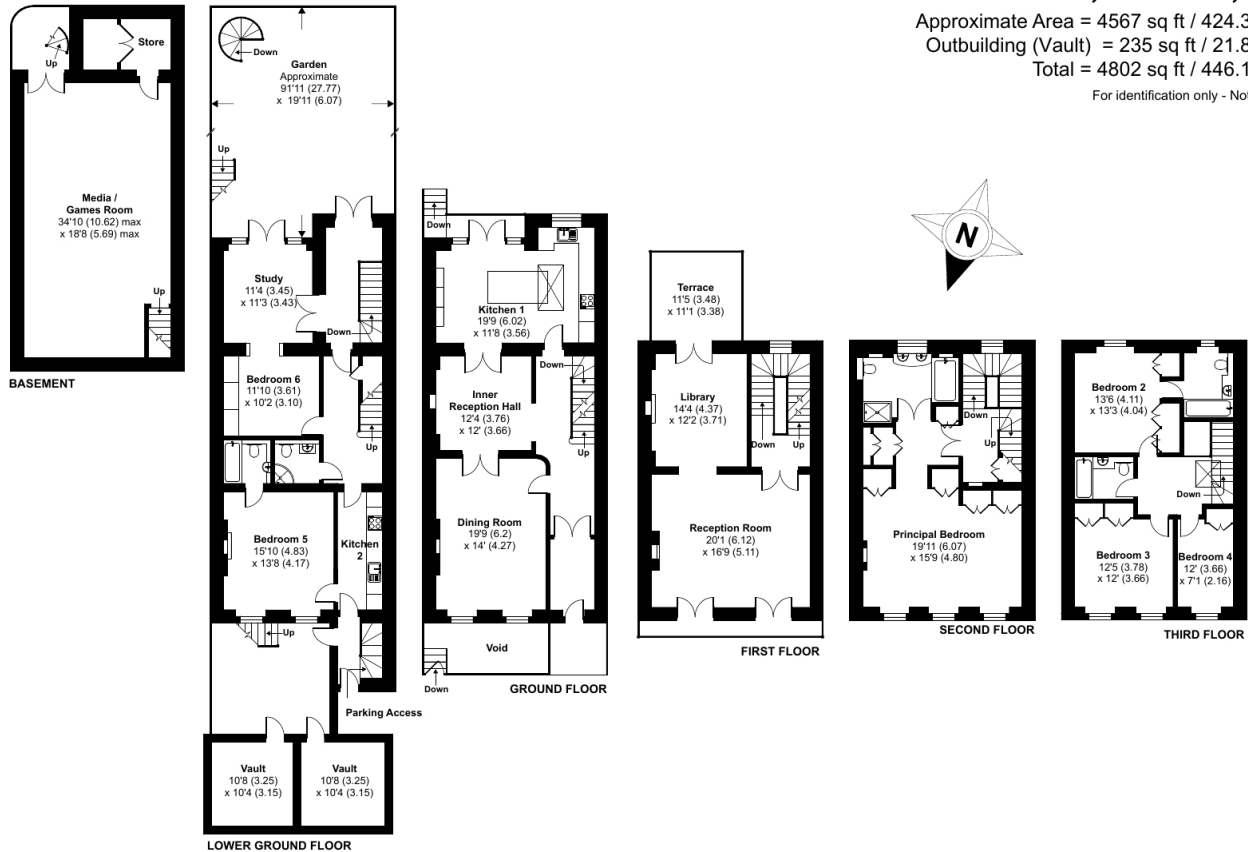 Approximate Area = 4567 sq ft / 424.3
Outbuilding (Vault) = 235 sq ft / 21.8
Total = 4802 sq ft / 446.1
For identification only - Not
Up
Store
Media /
Games Room
34'10 (10.62) max
x 18'8 (5.69) max
Up
BASEMENT
Down
Garden
Approximate
91'11 (27.77)
x 19'11 (6.07)
Up
Study
11'4 (3.45)
x 11'3 (3.43)
Down
Bedroom 6
11'10 (3.61)
x 10'2 (3.10)
Up
Bedroom 5
15'10 (4.83)
x 13'8 (4.17)
Kitchen
2
Up
Parking Access
Vault
10'8 (3.25)
x 10'4 (3.15)
Vault
10'8 (3.25)
x 10'4 (3.15)
LOWER GROUND FLOOR
Down
Kitchen 1
19'9 (6.02)
x 11'8 (3.56)
Down
Inner
Reception Hall
12'4 (3.76)
x 12' (3.66)
Up
Dining Room
19'9 (6.2)
x 14' (4.27)
Void
Down
GROUND FLOOR
Terrace
11'5 (3.48)
x 11'1 (3.38)
Library
14'4 (4.37)
x 12'2 (3.71)
Down
Up
Reception Room
20'1 (6.12)
x 16'9 (5.11)
FIRST FLOOR
N
Down
Up
Principal Bedroom
19'11 (6.07)
x 15'9 (4.80)
SECOND FLOOR
Bedroom 2
13'6 (4.11)
x 13'3 (4.04)
Down
Bedroom 3
12'5 (3.78)
x 12' (3.66)
Bedroom 4
12' (3.66)
x 7'1 (2.16)
THIRD FLOOR